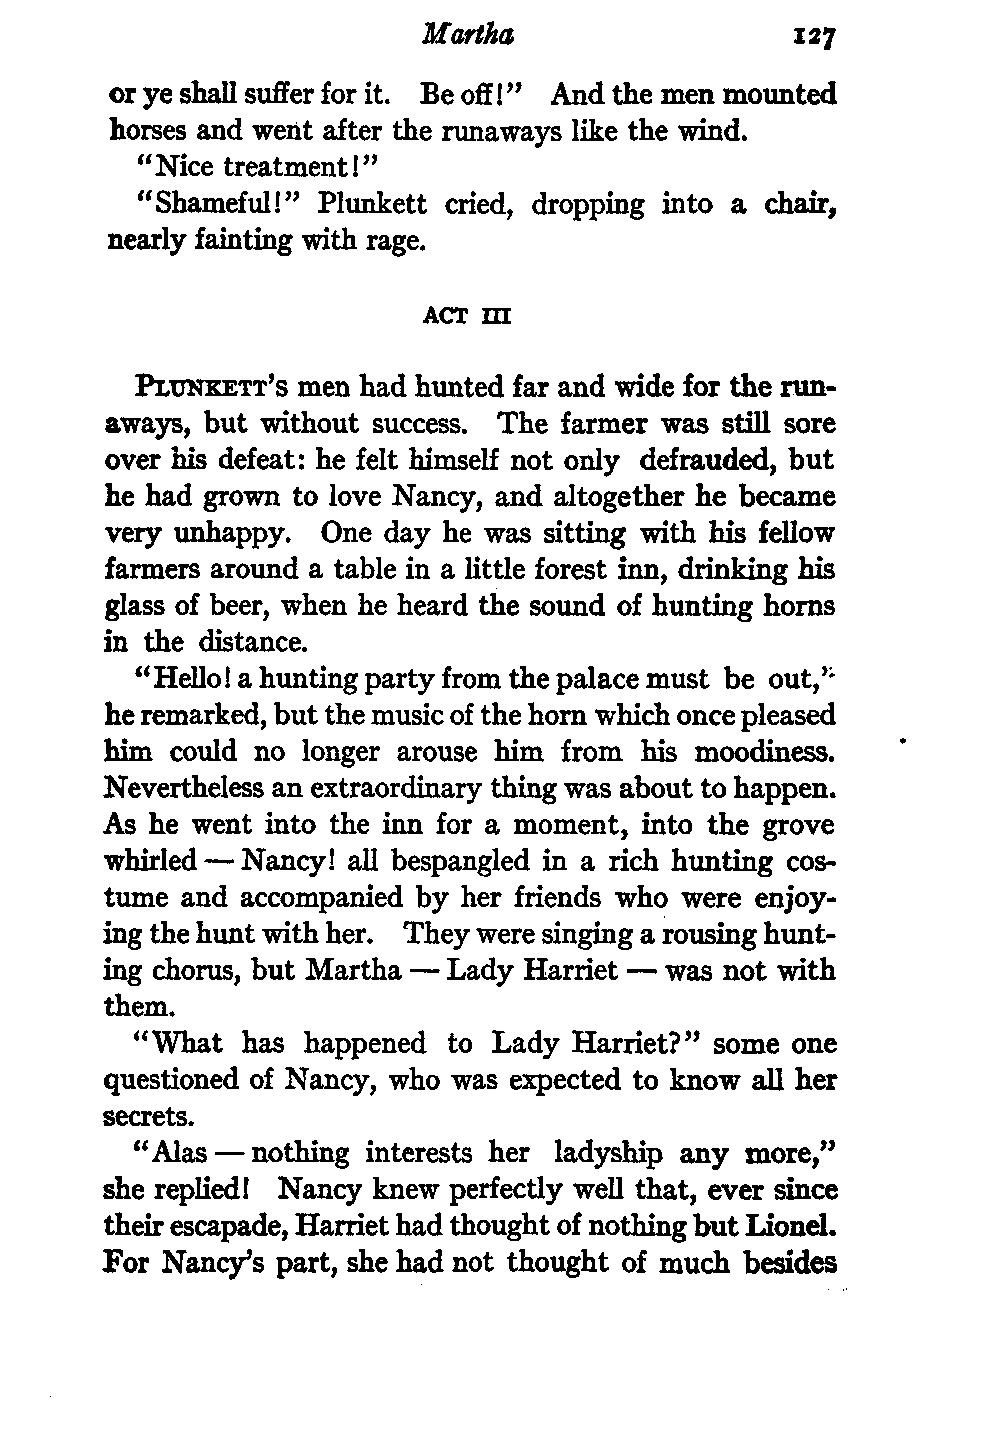 Martha 127
or ye shall suffer for it. Be off!" And the men mounted
horses and went after the runaways like the wind.
"Nice treatment!"
"Shameful!" Plunkett cried, dropping into a chair,
nearly fainting with rage.
ACT III
PLUNKETT'S men had hunted far and wide for the run-
aways, but without success. The farmer was still sore
over his defeat: he felt himself not only defrauded, but
he had grown to love Nancy, and altogether he became
very unhappy. One day he was sitting with his fellow
farmers around a table in a little forest inn, drinking his
glass of beer, when he heard the sound of hunting horns
in the distance.
"Hello! a hunting party from the palace must be out,"
he remarked, but the music of the horn which once pleased
him could no longer arouse him from his moodiness.
Nevertheless an extraordinary thing was about to happen.
As he went into the inn for a moment, into the grove
whirled — Nancy! all bespangled in a rich hunting cos-
tume and accompanied by her friends who were enjoy-
ing the hunt with her. They were singing a rousing hunt-
ing chorus, but Martha — Lady Harriet — was not with
them.
"What has happened to Lady Harriet?" some one
questioned of Nancy, who was expected to know all her
secrets.
"Alas — nothing interests her ladyship any more,"
she replied! Nancy knew perfectly well that, ever since
their escapade, Harriet had thought of nothing but Lionel.
For Nancy's part, she had not thought of much besides